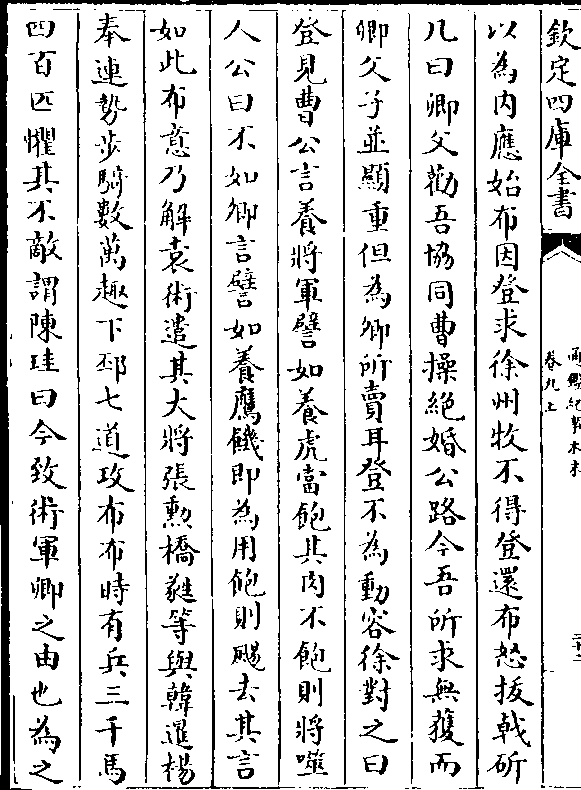 欽定四庫全書
卷九上
以為内應始布因登求徐州牧不得登還布怒拔戟斫
几曰卿父勸吾協同曹操絶婚公路今吾所求無獲而
卿父子並顯重但為卿所賣耳登不為動容徐對之曰
登見曹公言養將軍譬如養虎當飽其肉不飽則將噬
人公曰不如卿言譬如養鷹饑即為用飽則颺去其言
如此布意乃解袁術遣其大將張勲橋蕤等與韓暹楊
奉連勢步騎數萬趣下邳七道攻布布時有兵三千馬
四百匹懼其不敵謂陳珪曰今致術軍卿之由也為之